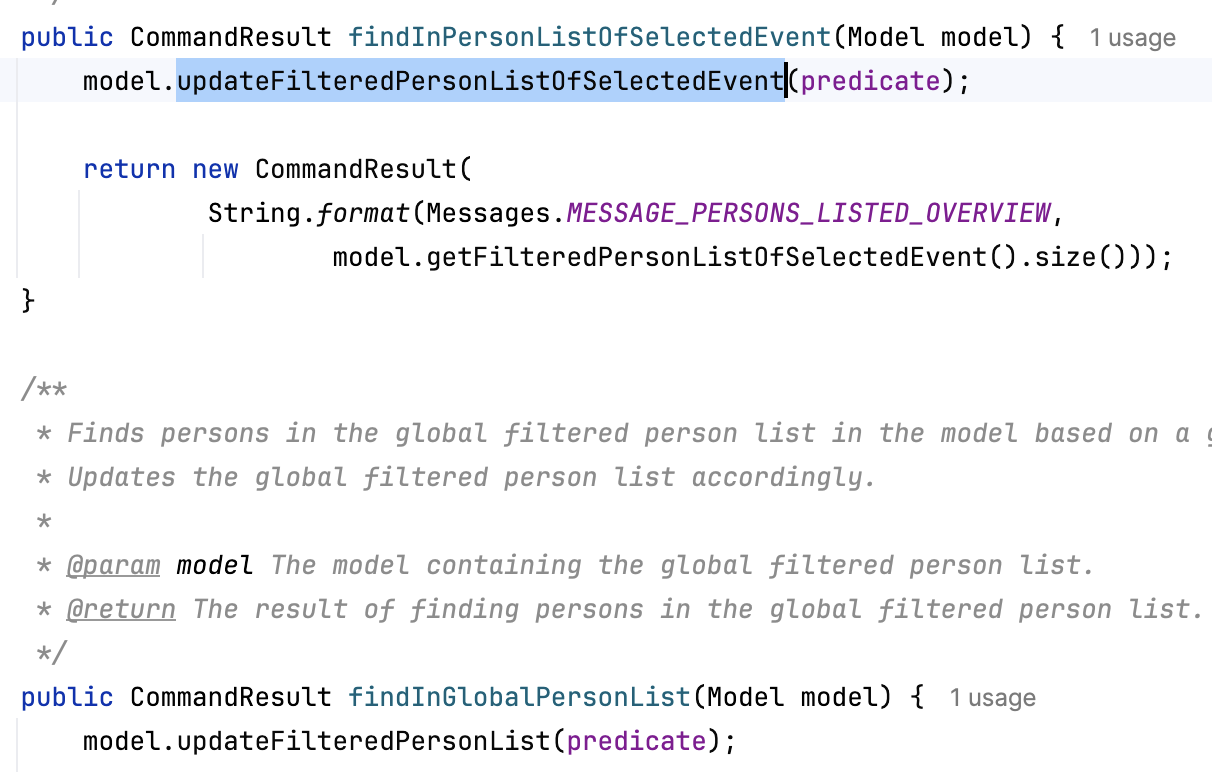 */
public CommandResult findInPersonListOfSelectedEvent(Model model) { 1 usage
model.updateFilteredPersonListOfSelectedEvent(predicate);
return new CommandResult(
String.format(Messages.MESSAGE_PERSONS_LISTED_OVERVIEW,
model.getFilteredPersonListOfSelectedEvent().size()));
}
/**
* Finds persons in the global filtered person list in the model based on a
* Updates the global filtered person list accordingly.
*
* @param model The model containing the global filtered person list.
* @return The result of finding persons in the global filtered person list.
*/
public CommandResult findInGlobalPersonList(Model model) { 1 usage
model.updateFilteredPersonList(predicate);